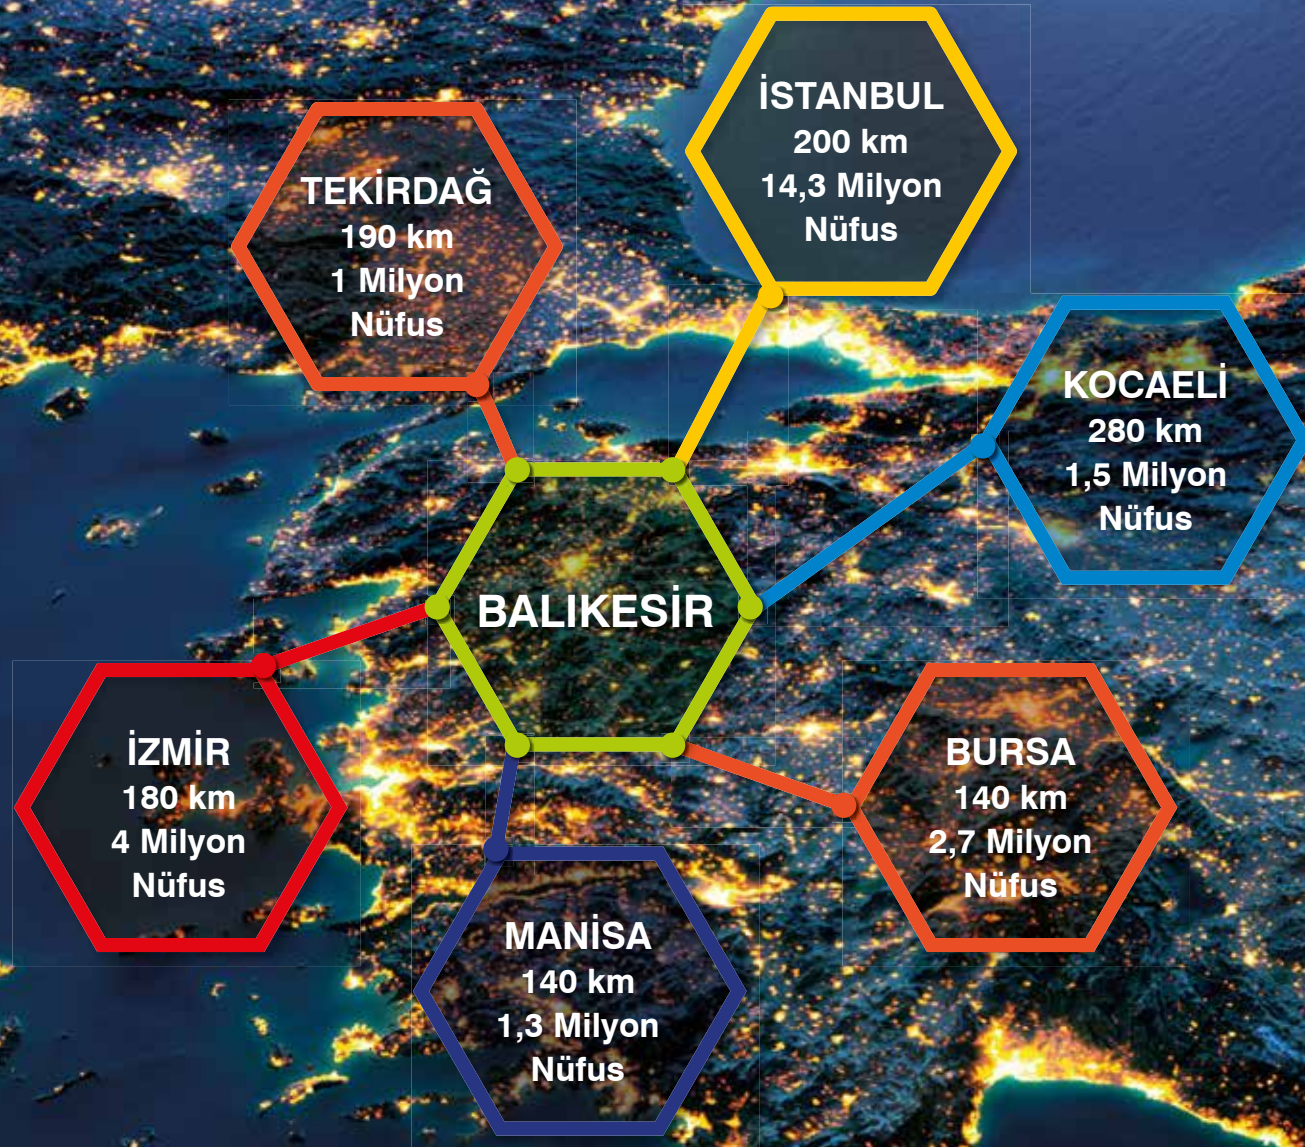 İSTANBUL
200 km
14,3 Milyon
Nüfus
TEKİRDAĞ
190 km
1 Milyon
Nüfus
KOCAELİ
280 km
1,5 Milyon
Nüfus
BALIKESİR
İZMİR
180 km
4 Milyon
Nüfus
BURSA
140 km
2,7 Milyon
Nüfus
MANİSA
140 km
1,3 Milyon
Nüfus